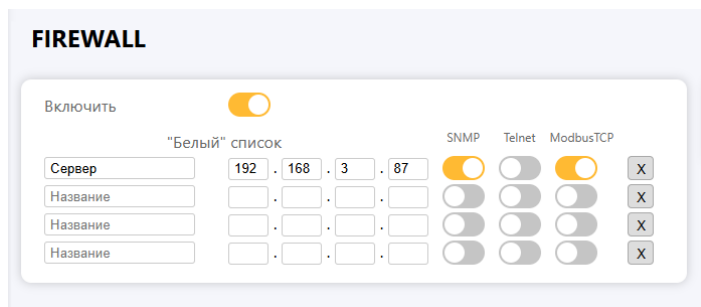 FIREWALL
Включить
"Белый" список SNMP Telnet ModbusTCP
Сервер 192 . 168 . 3 . 87 X
Название . . . X
Название . . . X
Название . . . X